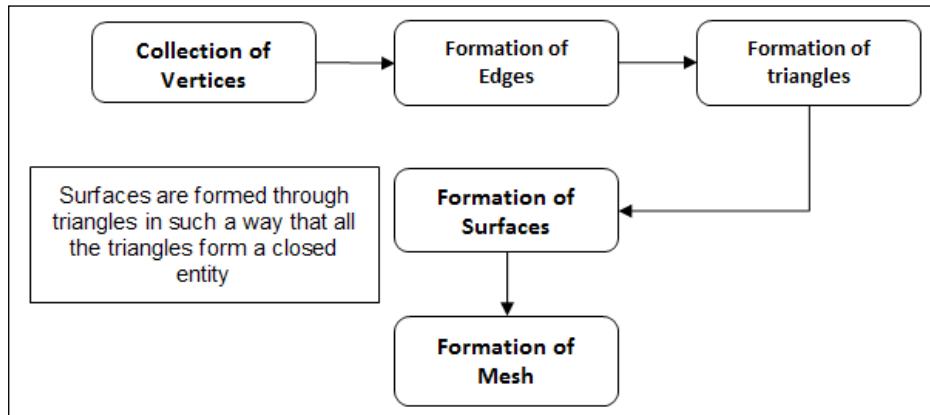 Collection of
Vertices
Formation of
Edges
Formation of
triangles
Surfaces are formed through
triangles in such a way that all
the triangles form a closed
entity
Formation of
Surfaces
Formation of
Mesh